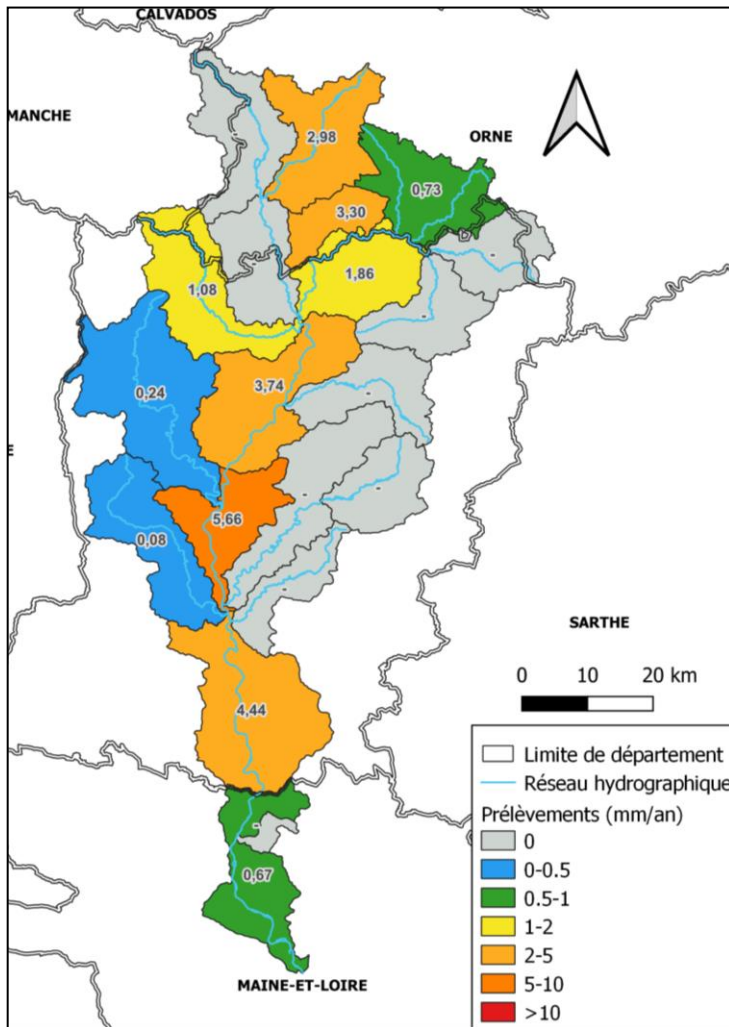 CALVADOS
MANCHE
ORNE
2,98
0,73
3,30
-
1,08
1,86
-
0,24
3,74
-
5,66
-
-
0,08
-
SARTHE
0 10 20 km
4,44
-
0,67
MAINE-ET-LOIRE
Limite de département
Réseau hydrographique
Prélèvements (mm/an)
0
0-0.5
0.5-1
1-2
2-5
5-10
>10